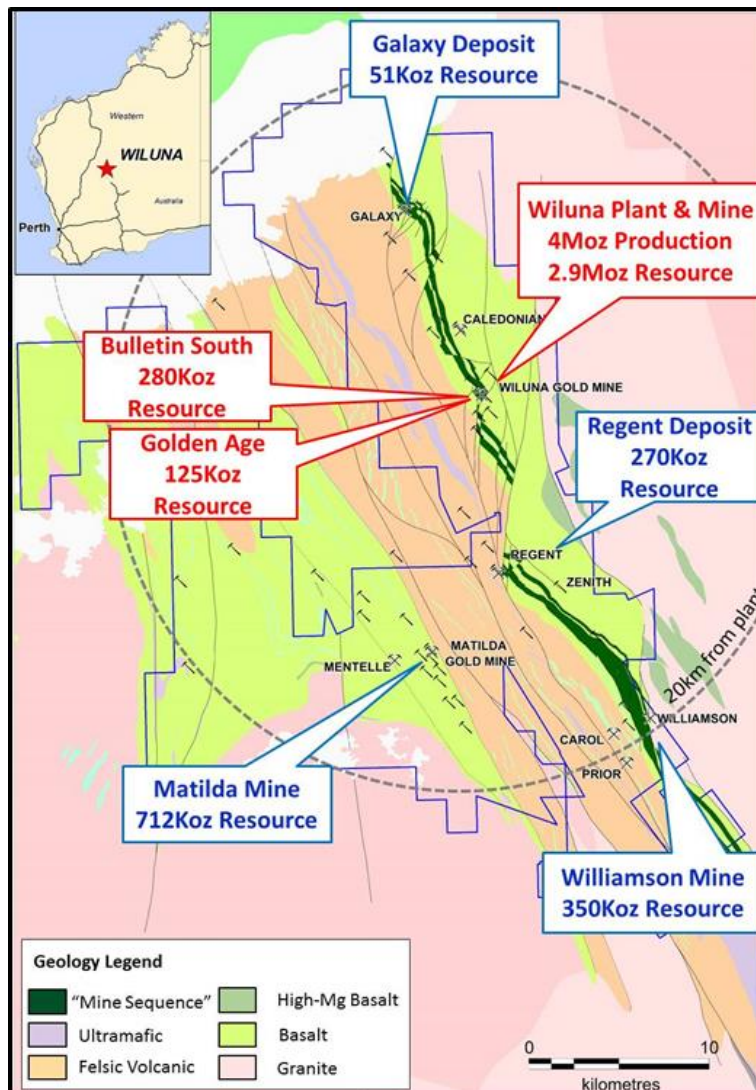 Western
WILUNA
Australia
Perth
Galaxy Deposit
51Koz Resource
GALAXY
Wiluna Plant & Mine
4Moz Production
2.9Moz Resource
CALEDONIAN
Bulletin South
280Koz
Resource
WILUNA GOLD MINE
Golden Age
125Koz
Resource
Regent Deposit
270Koz
Resource
REGENT
ZENITH
MATILDA
GOLD MINE
MENTELLE
20km from plant
WILLIAMSON
CAROL
PRIOR
Matilda Mine
712Koz Resource
Williamson Mine
350Koz Resource
Geology Legend
"Mine Sequence"
High-Mg Basalt
Ultramafic
Basalt
Felsic Volcanic
Granite
0
10
kilometres